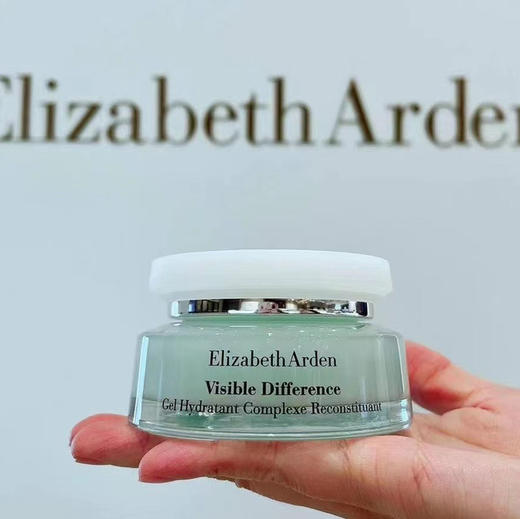 Elizabeth Arden
Elizabeth Arden
Visible Difference
Gel Hydratant Complexe Reconstituant